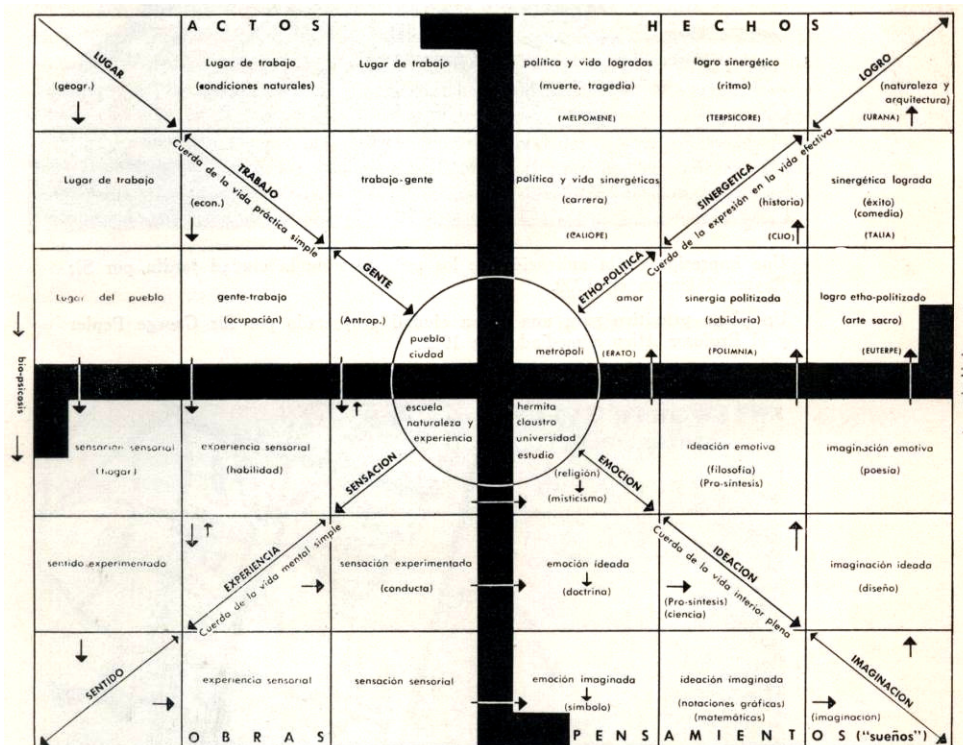 ACTOS
HECHOS
LUGAR
(geogr.)
Lugar de trabajo
(condiciones naturales)
Lugar de trabajo
política y vida logradas
(muerte, tragedia)
(MELPOMENE)
logro sinergético
(ritmo)
(TERPSICORE)
LOGRO
(naturaleza y
arquitectura)
(URANA)
Lugar de trabajo
TRABAJO
Cuerda de la vida práctica simple
(econ.)
trabajo-gente
política y vida sinergéticas
(carrera)
(CALIOPE)
SINERGETICA
Cuerda de la expresión en la vida efectiva
(historia)
(CLIO)
sinergética lograda
(éxito)
(comedia)
(TALIA)
Lugar del pueblo
gente-trabajo
(ocupación)
GENTE
(Antrop.)
pueblo
ciudad
ETHO-POLITICA
amor
metrópoli
(ERATO)
sinergia politizada
(sabiduria)
(POLIMNIA)
logro etho-politizado
(arte sacro)
(EUTERPE)
bio-psicosis
sensación sensorial
(hogar)
experiencia sensorial
(habilidad)
SENSACION
escuela
naturaleza y
experiencia
hermita
claustro
universidad
estudio
EMOCION
(religión)
(misticismo)
ideación emotiva
(filosofía)
(Pro-síntesis)
imaginación emotiva
(poesía)
sentido experimentado
EXPERIENCIA
Cuerda de la vida mental simple
sensación experimentada
(conducta)
emoción ideada
(doctrina)
IDEACION
Cuerda de la vida interior plena
(Pro-síntesis)
(ciencia)
imaginación ideada
(diseño)
SENTIDO
experiencia sensorial
sensación sensorial
emoción imaginada
(símbolo)
ideación imaginada
(notaciones gráficas)
(matemáticas)
IMAGINACION
(imaginación)
OBRAS
PENSAMIENTOS ("sueños")